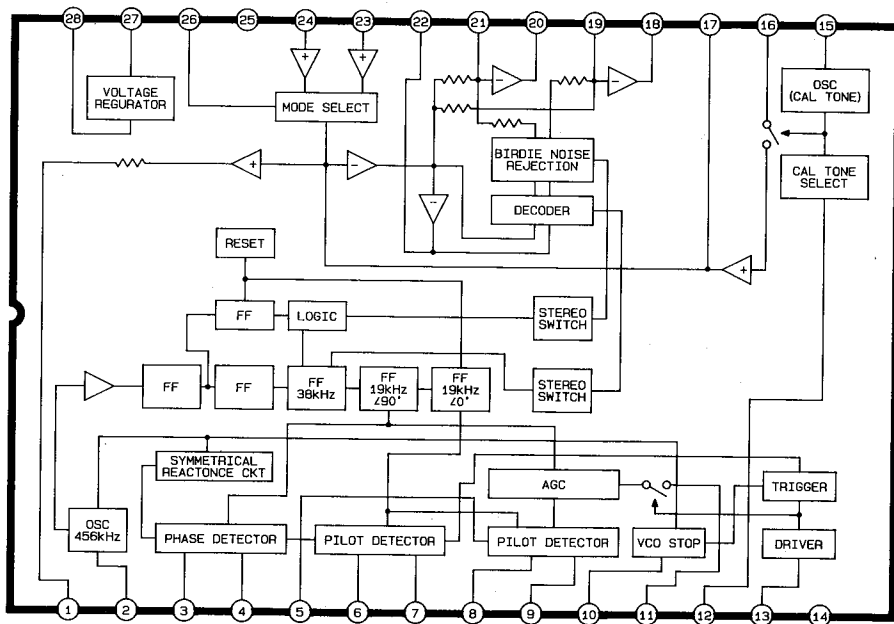 28 27 26 25 24 23 22 21 20 19 18 17 16 15
VOLTAGE
REGURATOR
+ +
MODE SELECT
- -
OSC
(CAL TONE)
+ -
BIRDIE NOISE
REJECTION
CAL TONE
SELECT
-
DECODER
RESET
+
FF
LOGIC
STEREO
SWITCH
FF
FF
FF
38kHz
FF
19kHz
∠90°
FF
19kHz
∠0°
STEREO
SWITCH
SYMMETRICAL
REACTONCE CKT
AGC
TRIGGER
OSC
456kHz
PHASE DETECTOR
PILOT DETECTOR
PILOT DETECTOR
VCO STOP
DRIVER
1 2 3 4 5 6 7 8 9 10 11 12 13 14